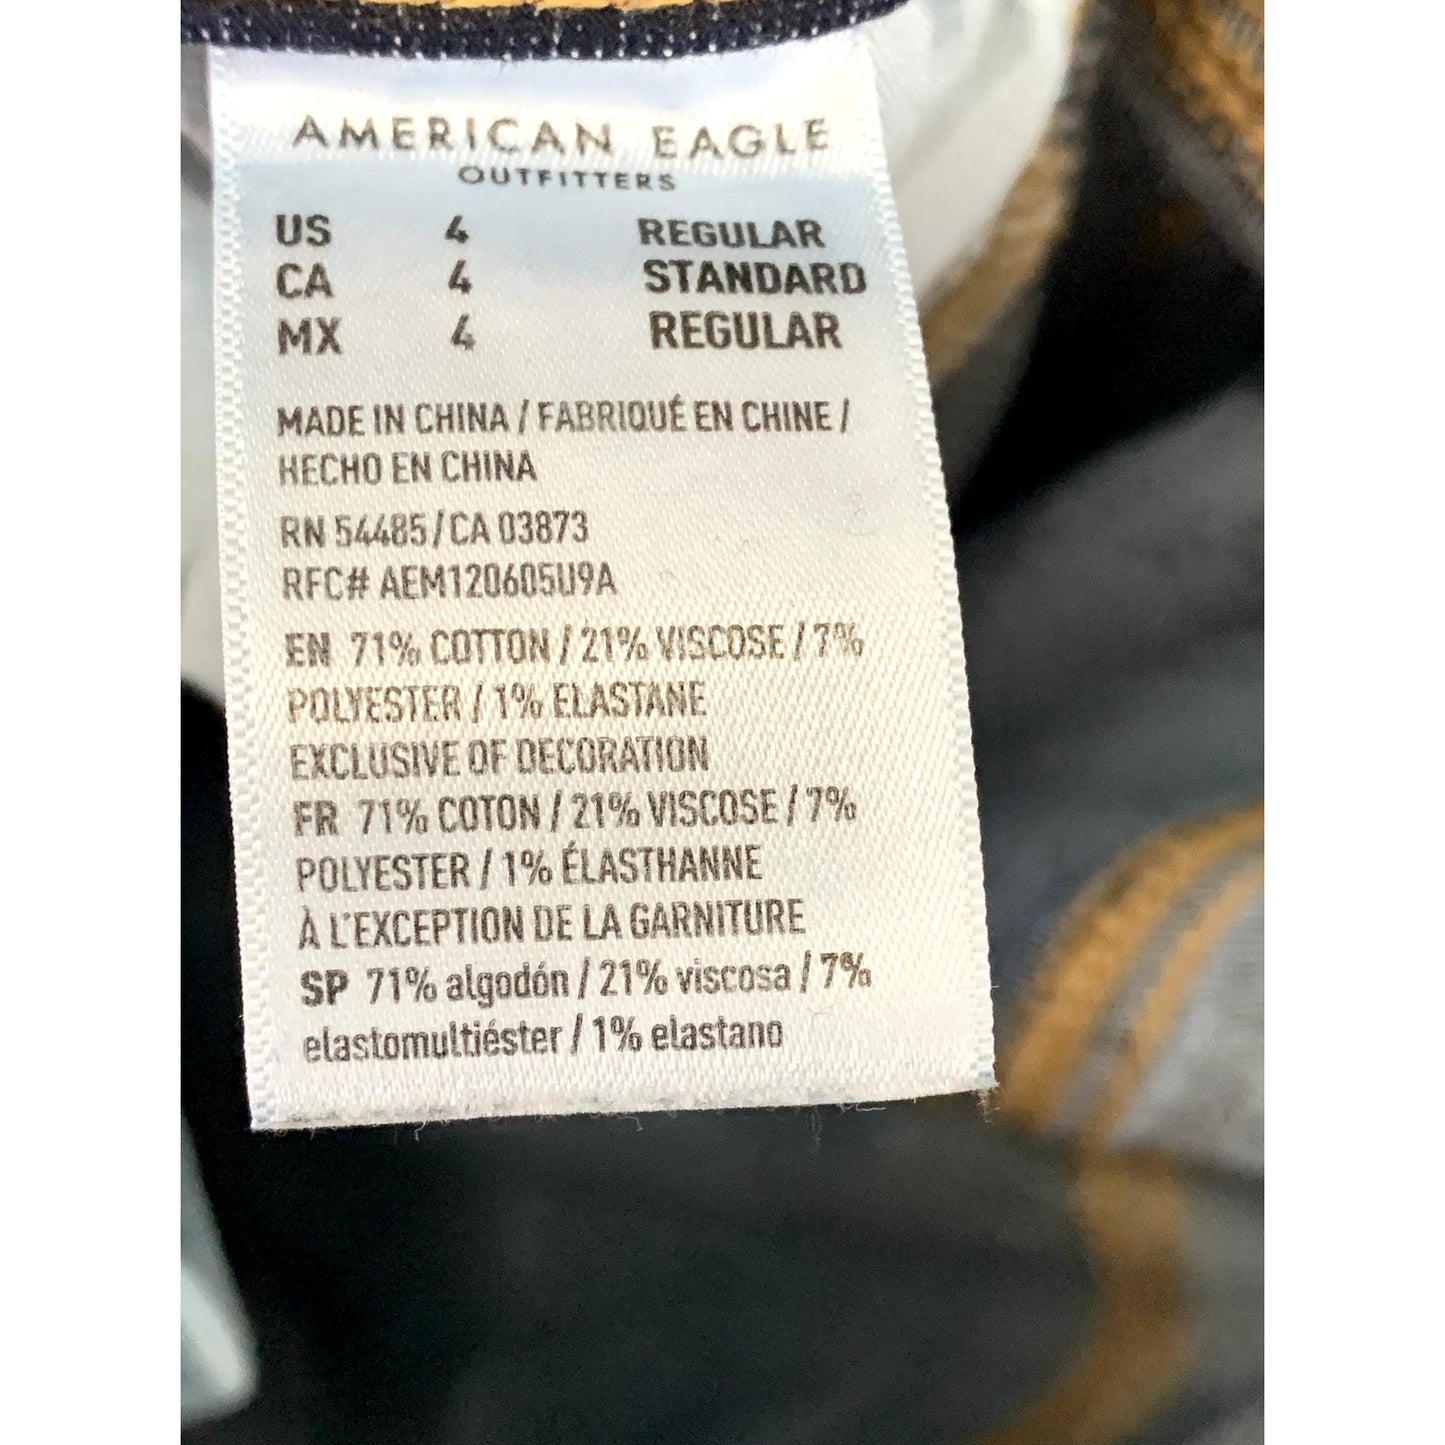 AMERICAN EAGLE
OUTFITTERS
US 4 REGULAR
CA 4 STANDARD
MX 4 REGULAR
MADE IN CHINA / FABRIQUÉ EN CHINE /
HECHO EN CHINA
RN 54485 / CA 03873
RFC# AEM120605U9A
EN 71% COTTON / 21% VISCOSE / 7%
POLYESTER / 1% ELASTANE
EXCLUSIVE OF DECORATION
FR 71% COTON / 21% VISCOSE / 7%
POLYESTER / 1% ÉLASTHANNE
À L'EXCEPTION DE LA GARNITURE
SP 71% algodón / 21% viscosa / 7%
elastomultiéster / 1% elastano